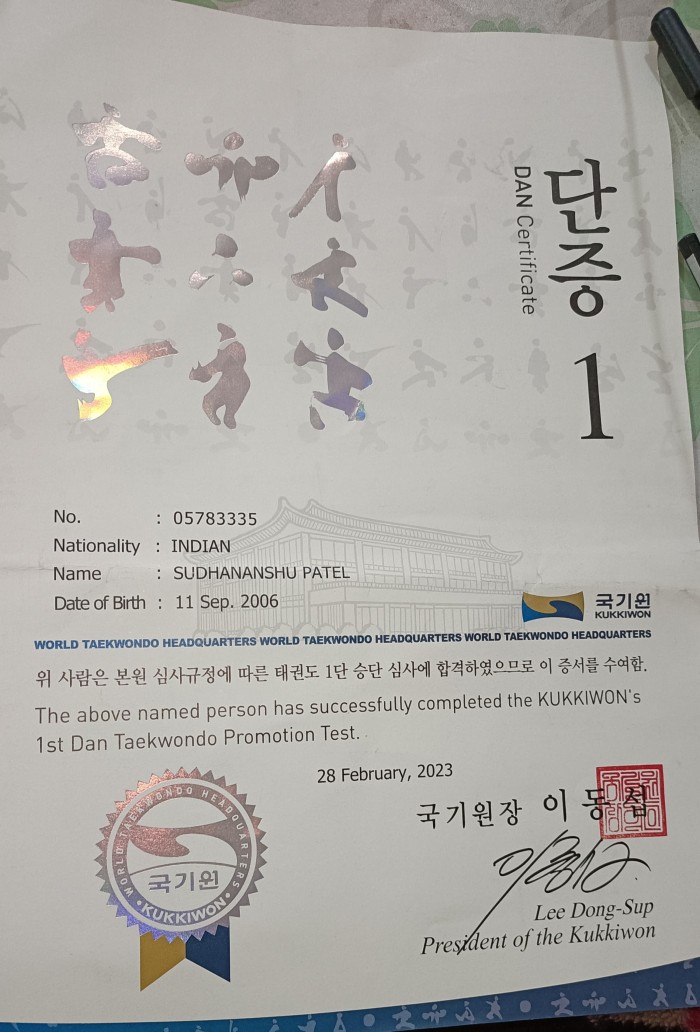 단증
DAN Certificate
1
No. : 05783335
Nationality : INDIAN
Name : SUDHANANSHU PATEL
Date of Birth : 11 Sep. 2006
국기원
KUKKIWON
WORLD TAEKWONDO HEADQUARTERS WORLD TAEKWONDO HEADQUARTERS WORLD TAEKWONDO HEADQUARTERS
위 사람은 본원 심사규정에 따른 태권도 1단 승단 심사에 합격하였으므로 이 증서를 수여함.
The above named person has successfully completed the KUKKIWON's
1st Dan Taekwondo Promotion Test.
28 February, 2023
국기원장 이동섭
Lee Dong-Sup
President of the Kukkiwon
WORLD TAEKWONDO HEADQUARTERS
국기원
KUKKIWON